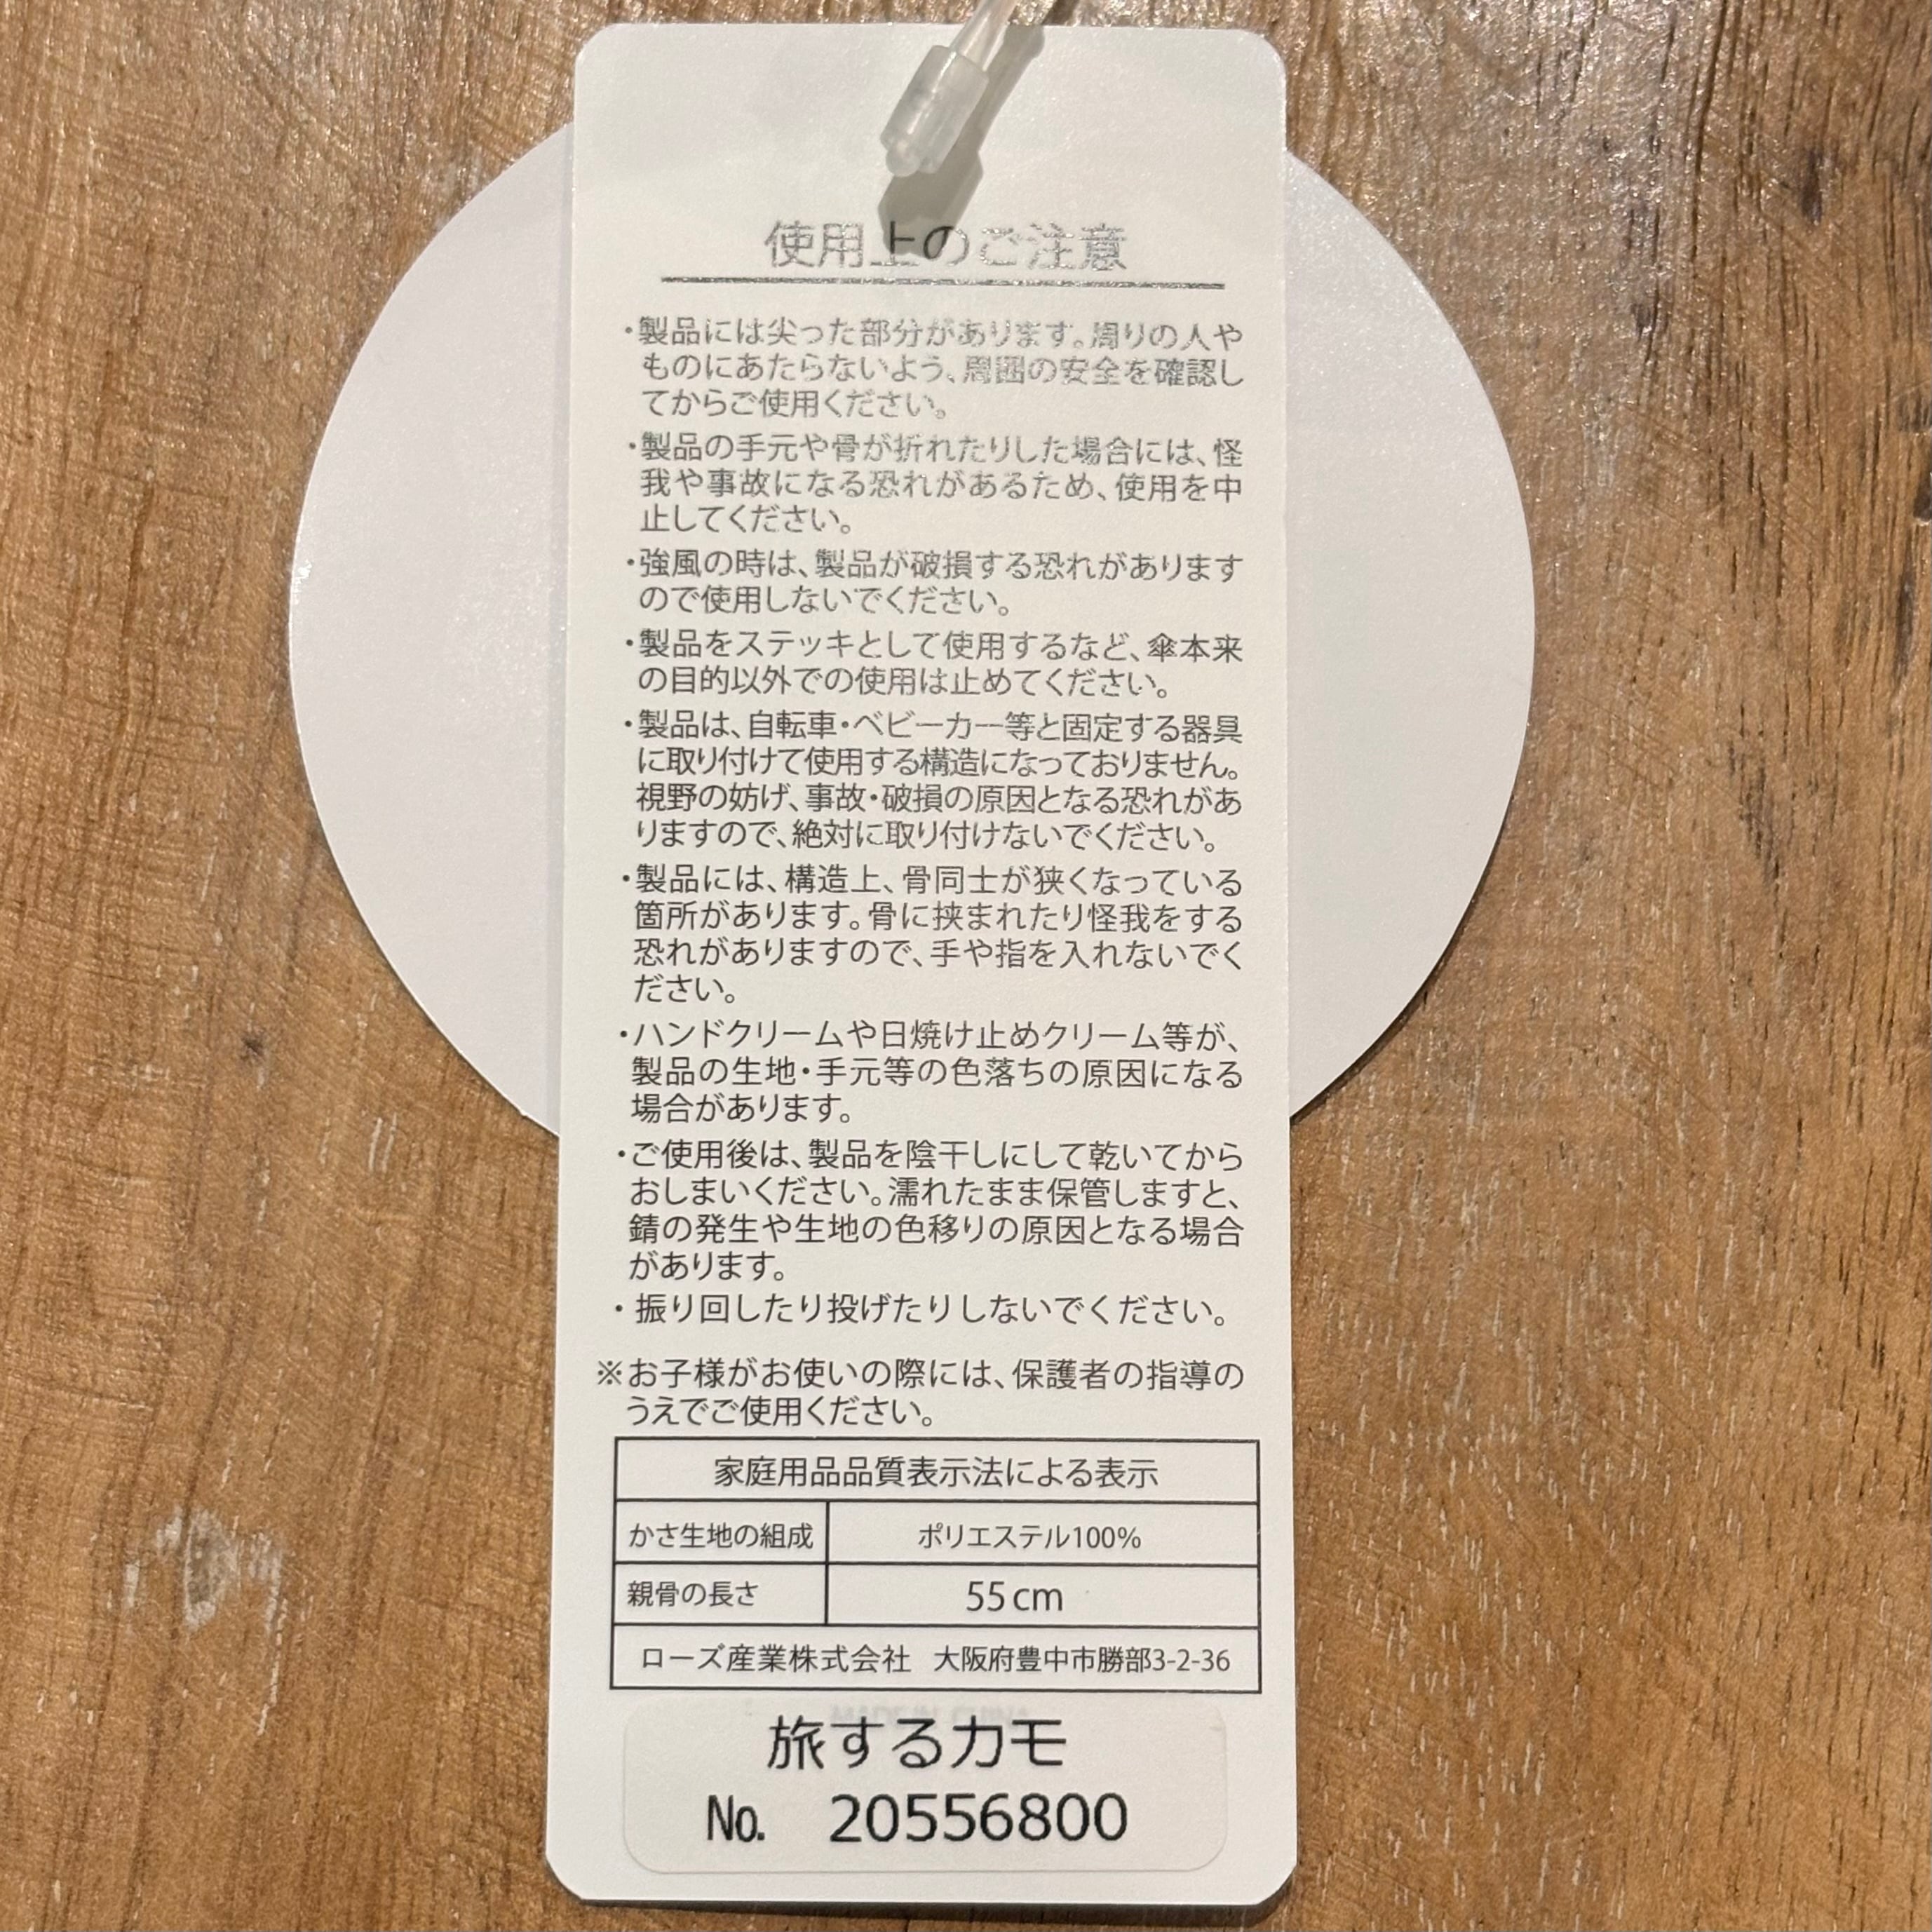 使用上のご注意
・製品には尖った部分があります。周りの人や
ものにあたらないよう、周囲の安全を確認し
てからご使用ください。
・製品の手元や骨が折れたりした場合には、怪
我や事故になる恐れがあるため、使用を中
止してください。
・強風の時は、製品が破損する恐れがあります
ので使用しないでください。
・製品をステッキとして使用するなど、傘本来
の目的以外での使用は止めてください。
・製品は、自転車・ベビーカー等と固定する器具
に取り付けて使用する構造になっておりません。
視野の妨げ、事故・破損の原因となる恐れがあ
りますので、絶対に取り付けないでください。
・製品には、構造上、骨同士が狭くなっている
箇所があります。骨に挟まれたり怪我をする
恐れがありますので、手や指を入れないでく
ださい。
・ハンドクリームや日焼け止めクリーム等が、
製品の生地・手元等の色落ちの原因になる
場合があります。
・ご使用後は、製品を陰干しにして乾いてから
おしまいください。濡れたまま保管しますと、
錆の発生や生地の色移りの原因となる場合
があります。
・振り回したり投げたりしないでください。
※お子様がお使いの際には、保護者の指導の
うえでご使用ください。
家庭用品品質表示法による表示
かさ生地の組成 ポリエステル100%
親骨の長さ 55cm
ローズ産業株式会社 大阪府豊中市勝部3-2-36
MADE IN CHINA
旅するカモ
No. 20556800